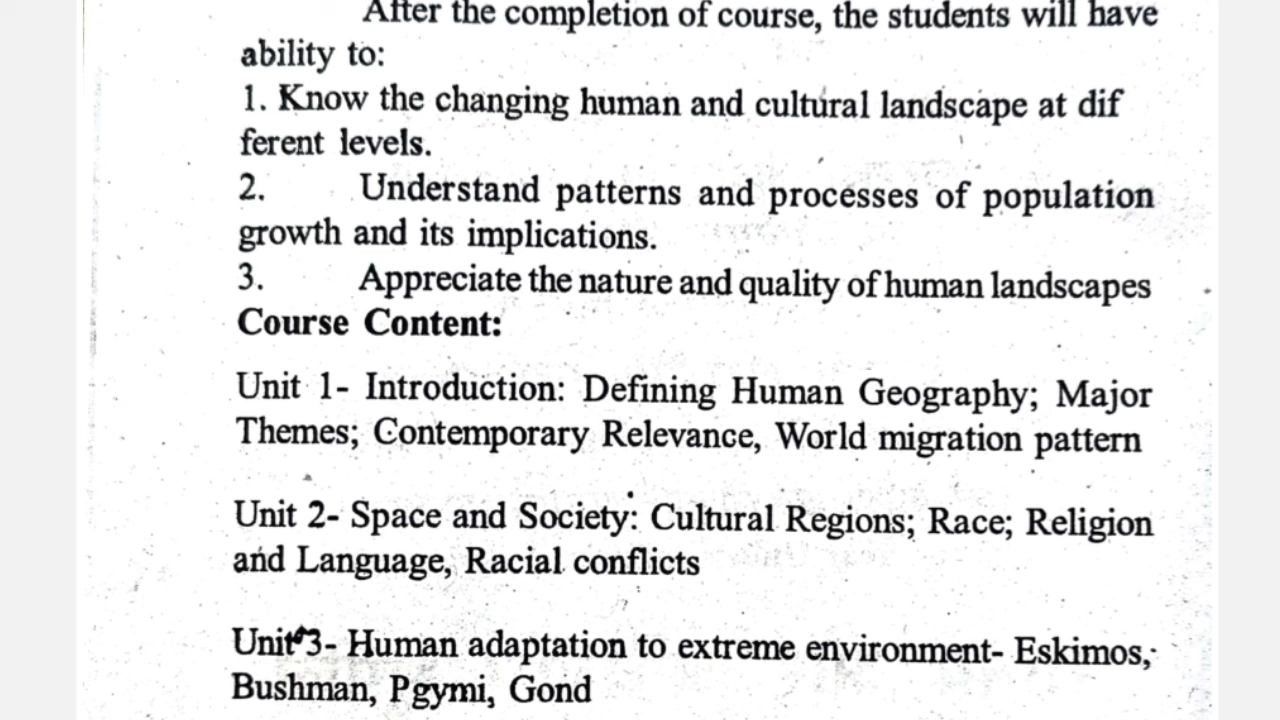 After the completion of course, the students will have
ability to:
1. Know the changing human and cultural landscape at dif
ferent levels.
2. Understand patterns and processes of population
growth and its implications.
3. Appreciate the nature and quality of human landscapes
Course Content:
Unit 1- Introduction: Defining Human Geography; Major
Themes; Contemporary Relevance, World migration pattern
Unit 2- Space and Society: Cultural Regions; Race; Religion
and Language, Racial conflicts
Unit 3- Human adaptation to extreme environment- Eskimos,
Bushman, Pgymi, Gond